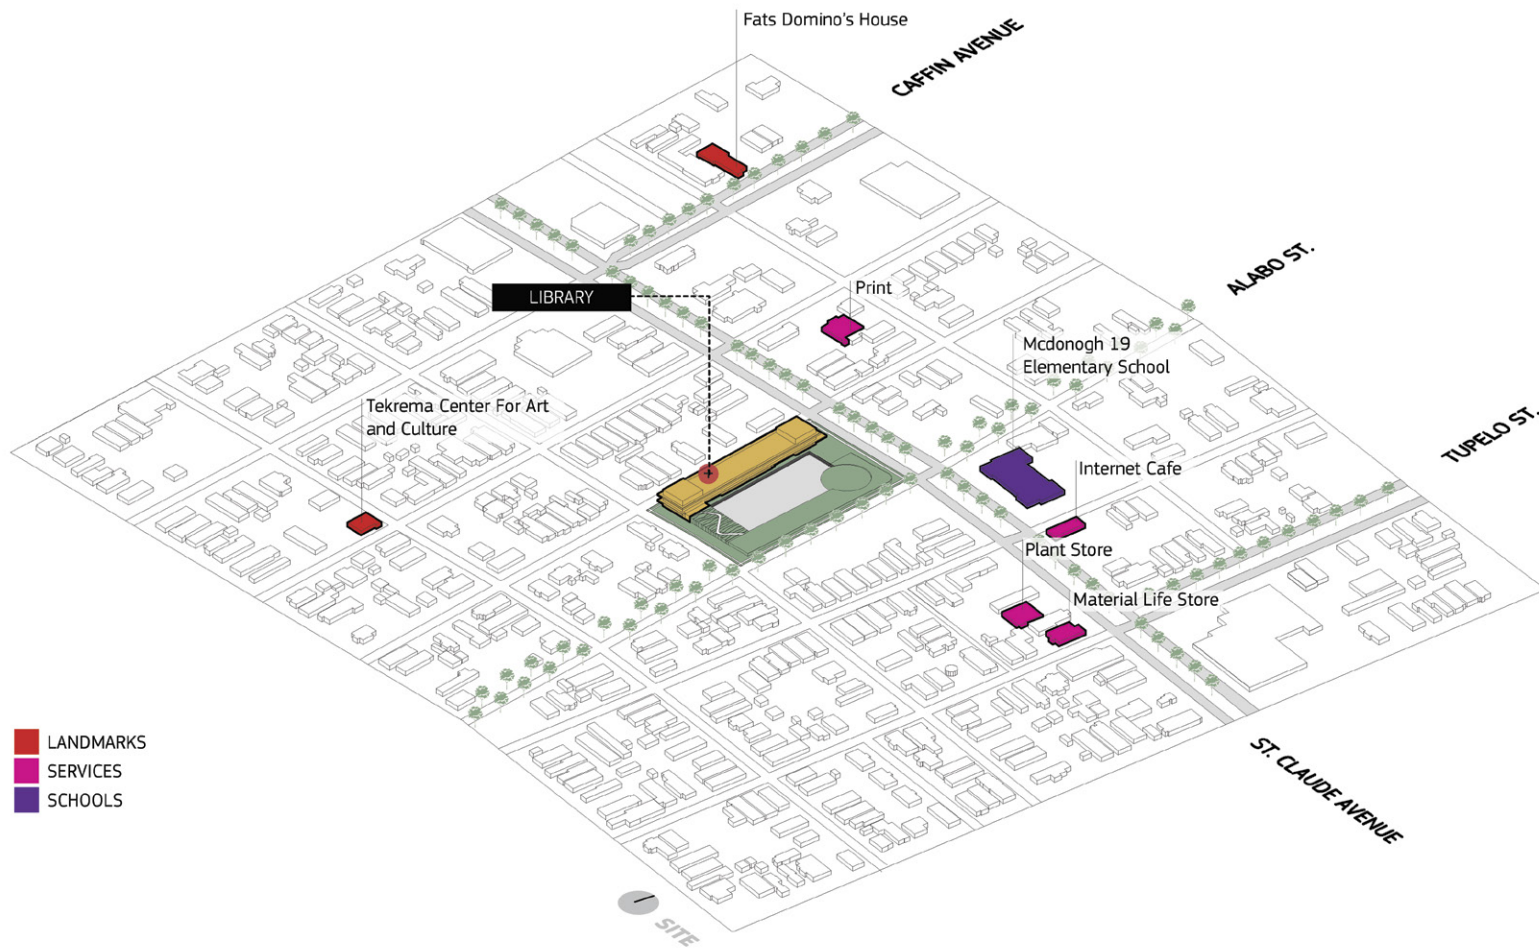 Fats Domino's House
CAFFIN AVENUE
ALABO ST.
LIBRARY
Print
Mcdonogh 19
Elementary School
Tekrema Center For Art
and Culture
TUPELO ST.
Internet Cafe
Plant Store
Material Life Store
LANDMARKS
SERVICES
SCHOOLS
ST. CLAUDE AVENUE
SITE